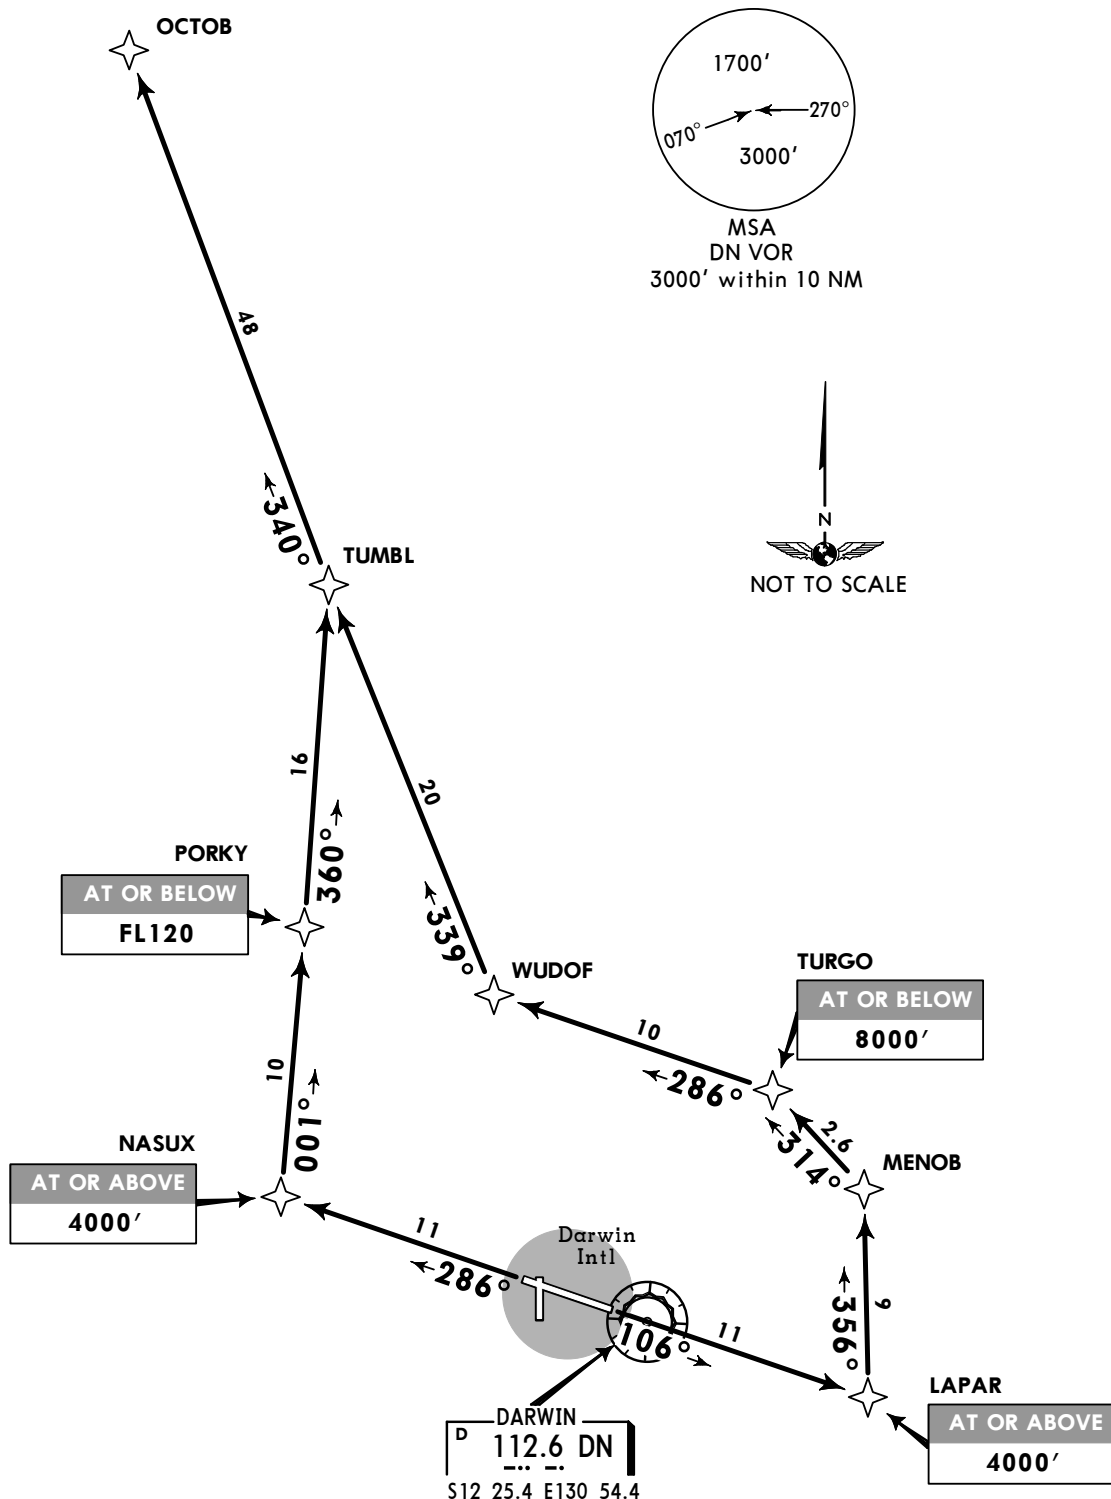 OCTOB
1700'
070°
270°
3000'
MSA
DN VOR
3000' within 10 NM
48
N
NOT TO SCALE
340°
TUMBL
16
20
PORKY
AT OR BELOW
FL120
360°
339°
WUDOF
TURGO
AT OR BELOW
8000'
10
286°
10
001°
2.6
314°
MENOB
NASUX
AT OR ABOVE
4000'
11
286°
Darwin
Intl
106°
11
9
356°
LAPAR
AT OR ABOVE
4000'
DARWIN
D 112.6 DN
S12 25.4 E130 54.4